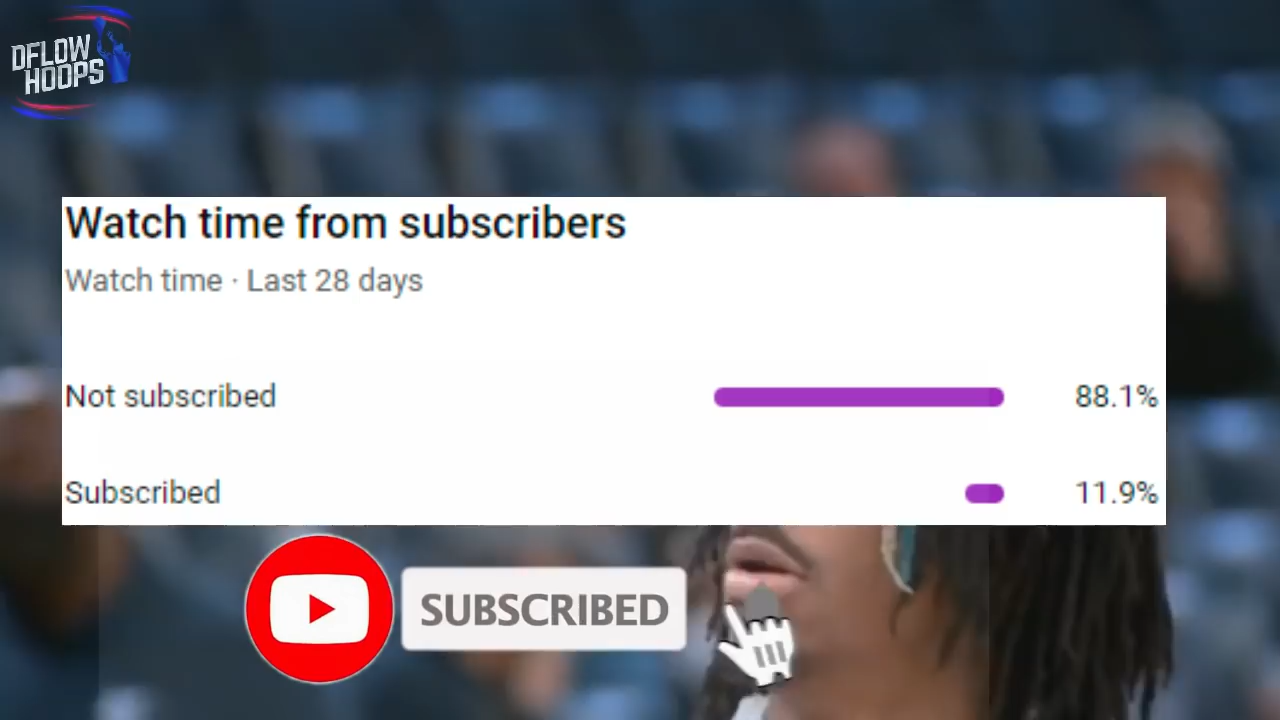 DFLOW
HOOPS
Watch time from subscribers
Watch time · Last 28 days
Not subscribed 88.1%
Subscribed 11.9%
SUBSCRIBED